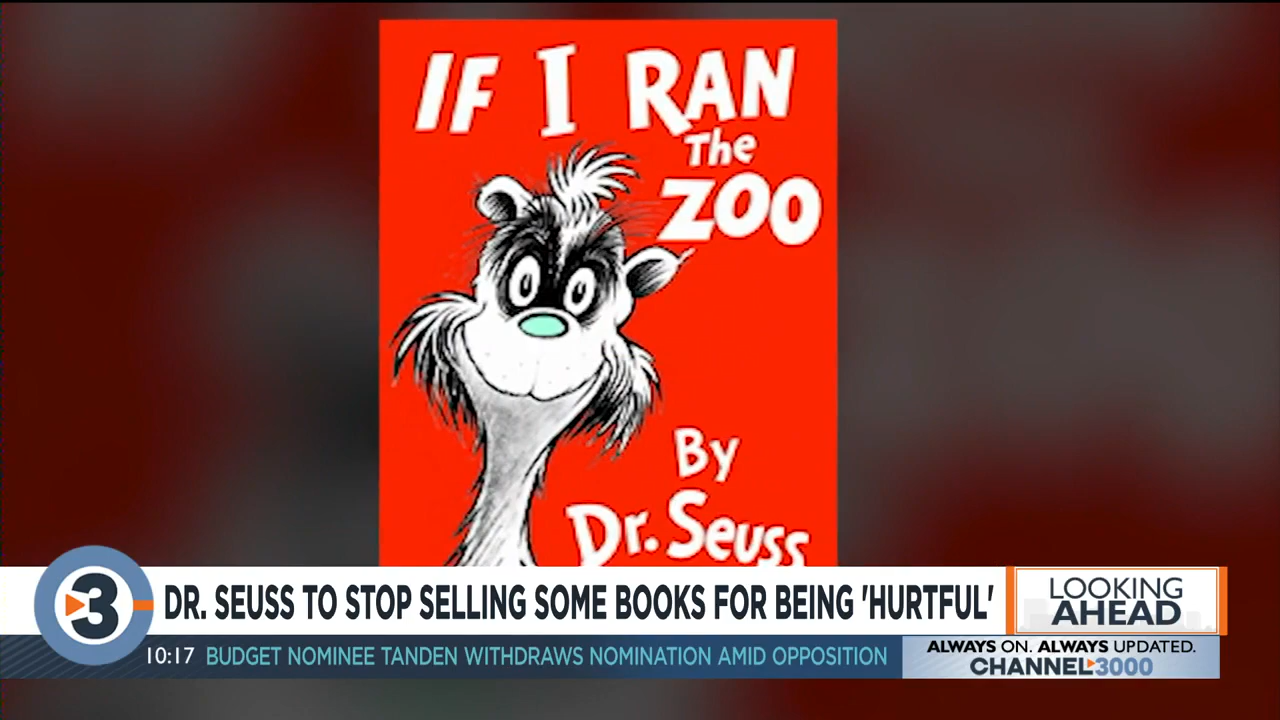 IF I RAN
The
ZOO
By
Dr. Seuss
3
DR. SEUSS TO STOP SELLING SOME BOOKS FOR BEING 'HURTFUL'
LOOKING
AHEAD
10:17 BUDGET NOMINEE TANDEN WITHDRAWS NOMINATION AMID OPPOSITION
ALWAYS ON. ALWAYS UPDATED.
CHANNEL3000